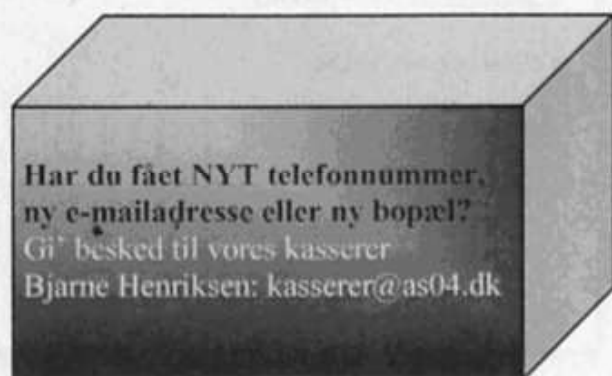 Har du fået NYT telefonnummer,
ny e-mailadresse eller ny bopæl?
Gi' besked til vores kasserer
Bjarne Henriksen: kasserer@as04.dk